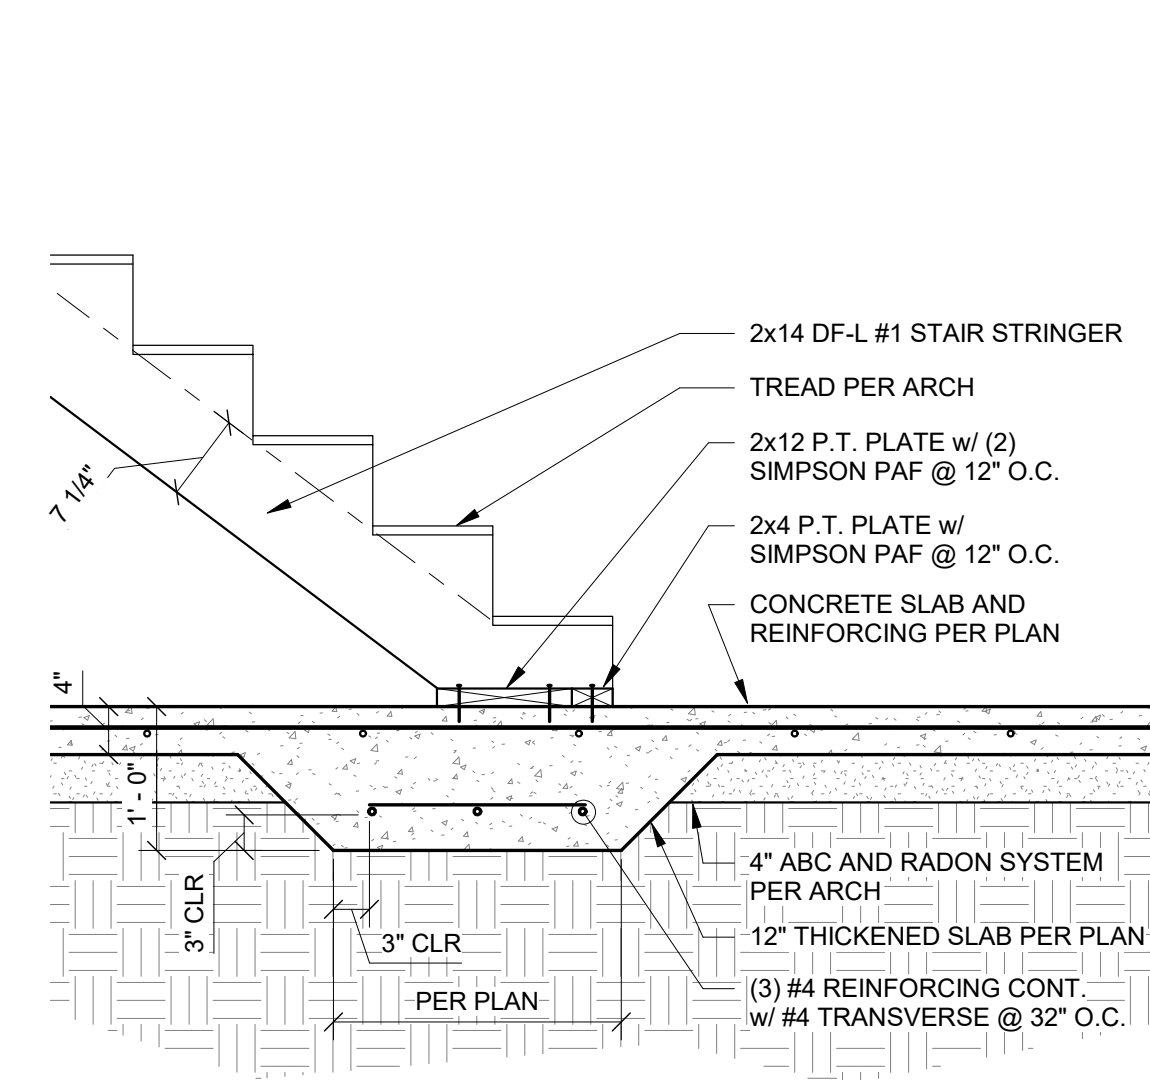 2x14 DF-L #1 STAIR STRINGER
TREAD PER ARCH
2x12 P.T. PLATE w/ (2)
SIMPSON PAF @ 12" O.C.
2x4 P.T. PLATE w/
SIMPSON PAF @ 12" O.C.
CONCRETE SLAB AND
REINFORCING PER PLAN
7 1/4"
4"
1' - 0"
3" CLR
3" CLR
PER PLAN
4" ABC AND RADON SYSTEM
PER ARCH
12" THICKENED SLAB PER PLAN
(3) #4 REINFORCING CONT.
w/ #4 TRANSVERSE @ 32" O.C.